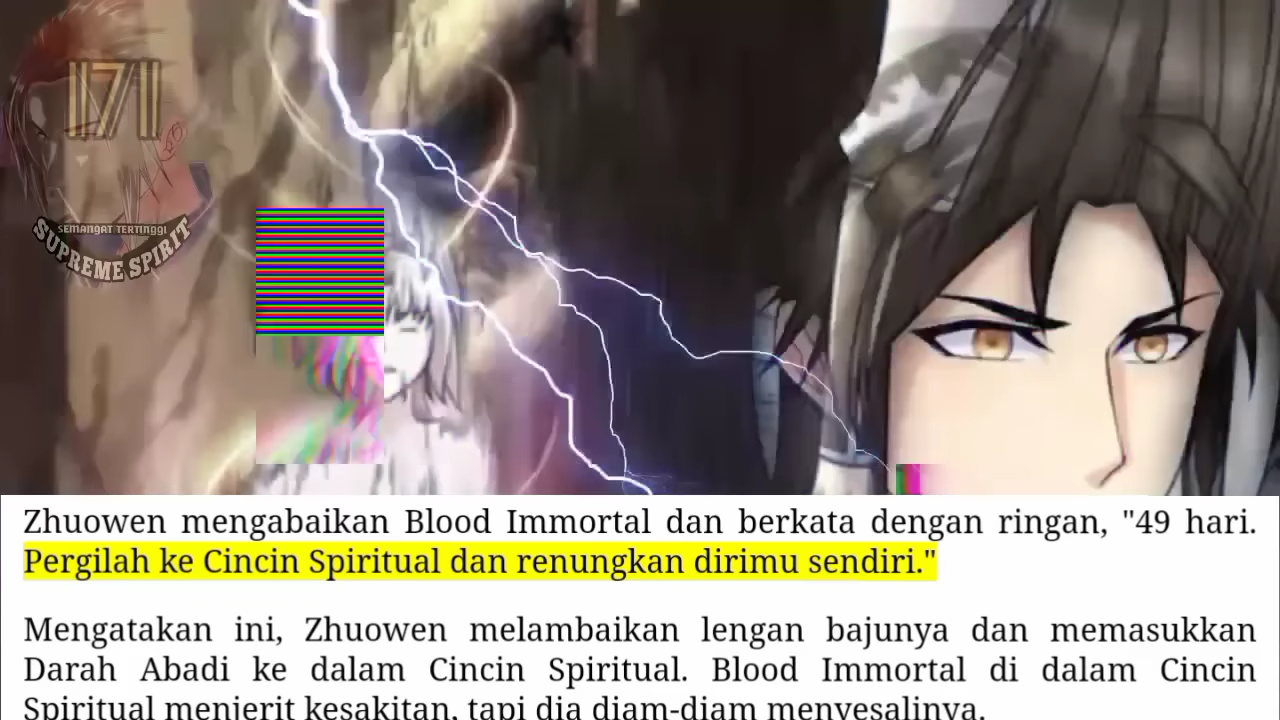 171
SEMANGAT TERTINGGI
SUPREME SPIRIT
Zhuowen mengabaikan Blood Immortal dan berkata dengan ringan, "49 hari.
Pergilah ke Cincin Spiritual dan renungkan dirimu sendiri."
Mengatakan ini, Zhuowen melambaikan lengan bajunya dan memasukkan
Darah Abadi ke dalam Cincin Spiritual. Blood Immortal di dalam Cincin
Spiritual menjerit kesakitan, tapi dia diam-diam menyesalinya.